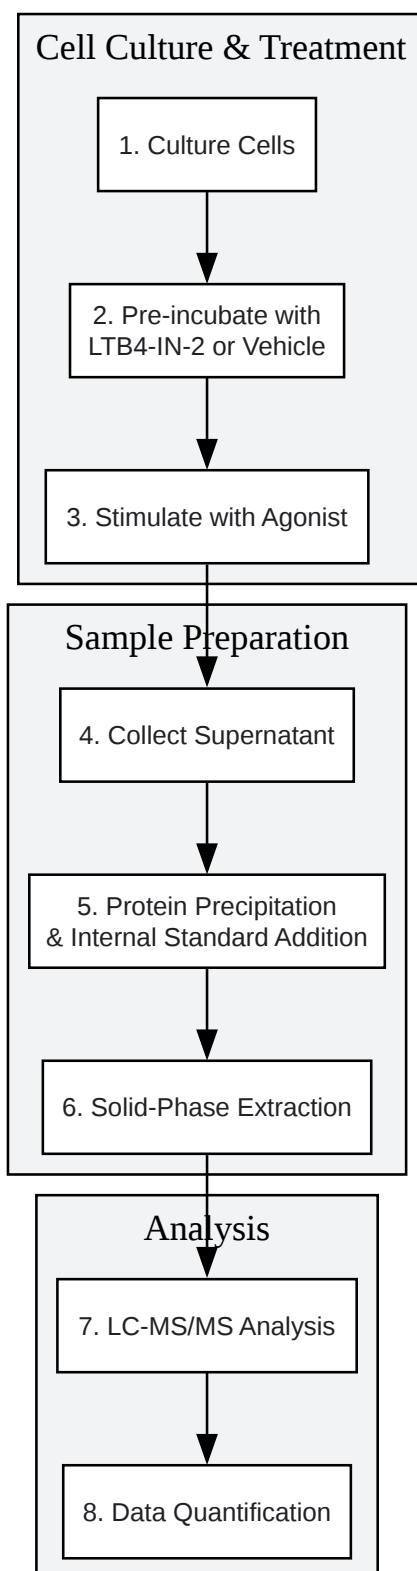 Cell Culture & Treatment
1. Culture Cells
2. Pre-incubate with
LTB4-IN-2 or Vehicle
3. Stimulate with Agonist
Sample Preparation
4. Collect Supernatant
5. Protein Precipitation
& Internal Standard Addition
6. Solid-Phase Extraction
Analysis
7. LC-MS/MS Analysis
8. Data Quantification